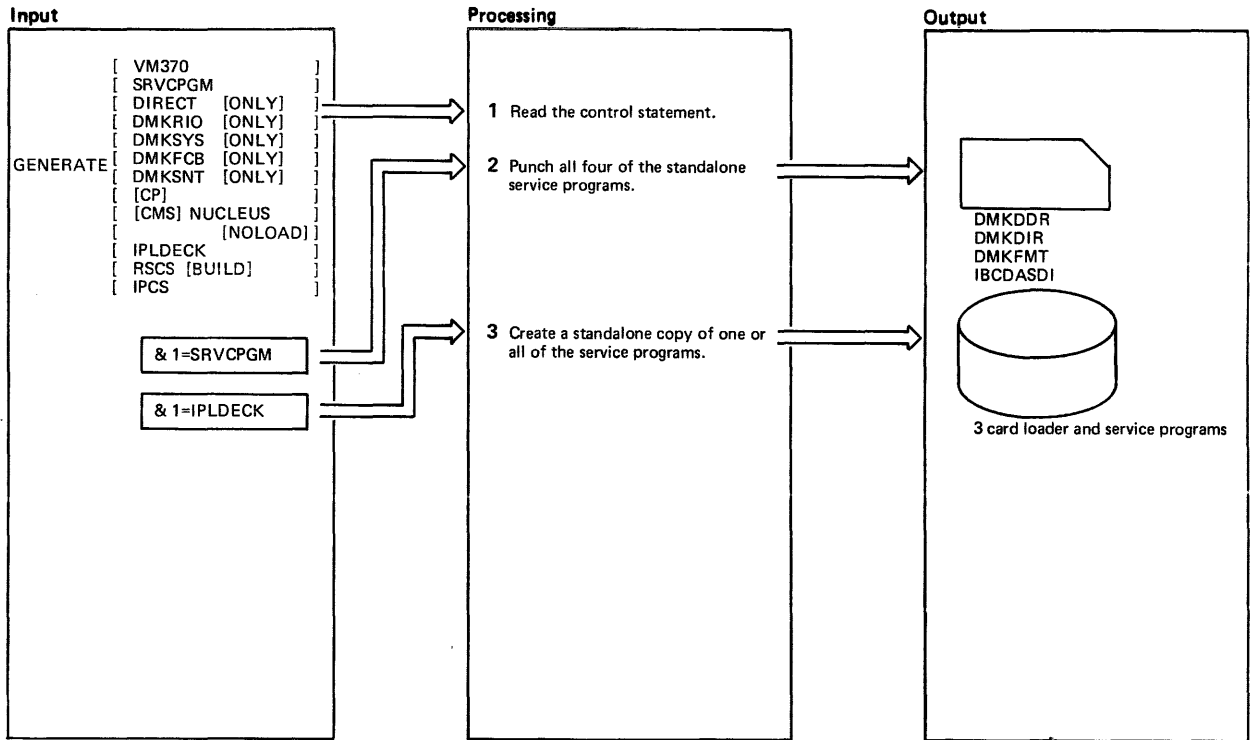 Input
GENERATE
[ VM370 ]
[ SRVCPGM ]
[ DIRECT [ONLY] ]
[ DMKRIO [ONLY] ]
[ DMKSYS [ONLY] ]
[ DMKFCB [ONLY] ]
[ DMKSNT [ONLY] ]
[ [CP] ]
[ [CMS] NUCLEUS ]
[ [NOLOAD] ]
[ IPLDECK ]
[ RSCS [BUILD] ]
[ IPCS ]
& 1=SRVCPGM
& 1=IPLDECK
Processing
1 Read the control statement.
2 Punch all four of the standalone
service programs.
3 Create a standalone copy of one or
all of the service programs.
Output
DMKDDR
DMKDIR
DMKFMT
IBCDASDI
3 card loader and service programs